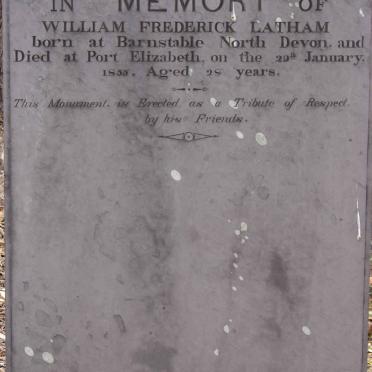 IN MEMORY OF
WILLIAM FREDERICK LATHAM
born at Barnstable North Devon. and
Died at Port Elizabeth, on the 29th January.
Aged 28 years.
This Monument, is Erected as a Tribute of Respect
by his Friends.